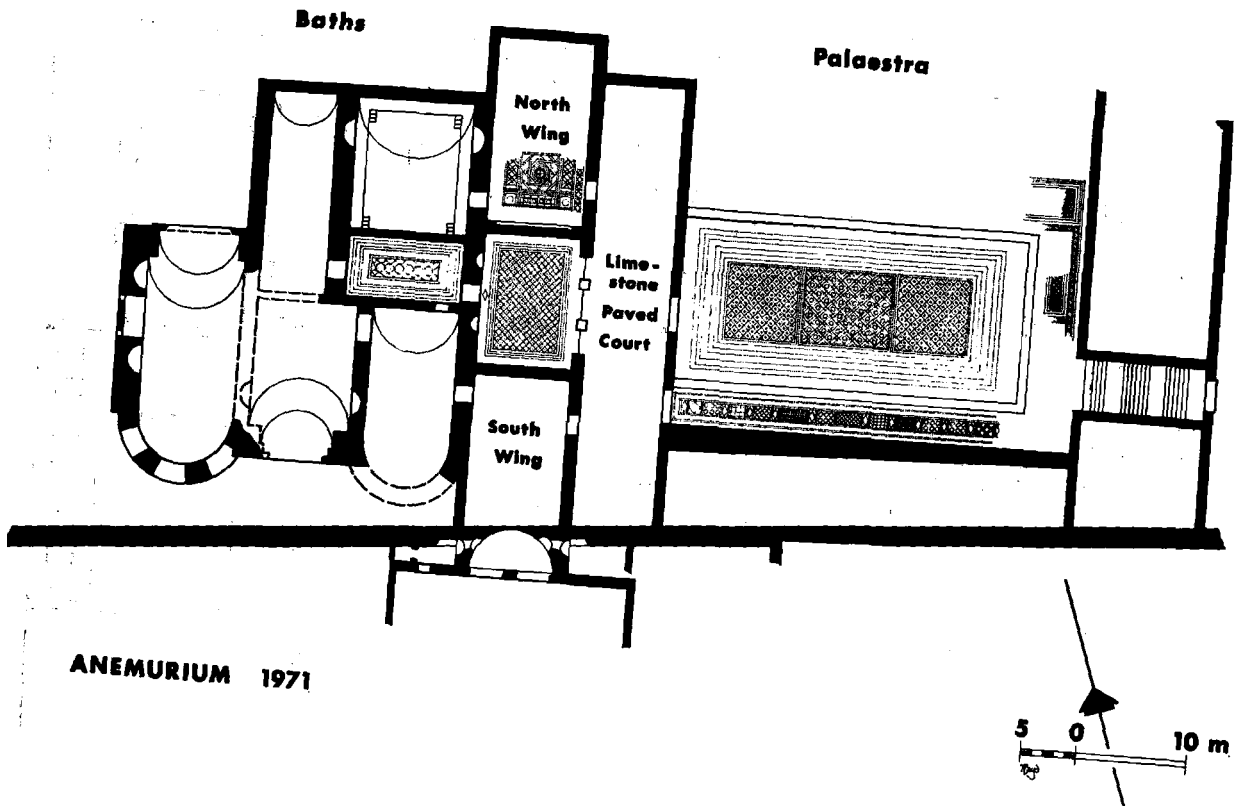 Baths
Palaestra
North
Wing
Lime-
stone
Paved
Court
South
Wing
ANEMURIUM 1971
5 0 10 m